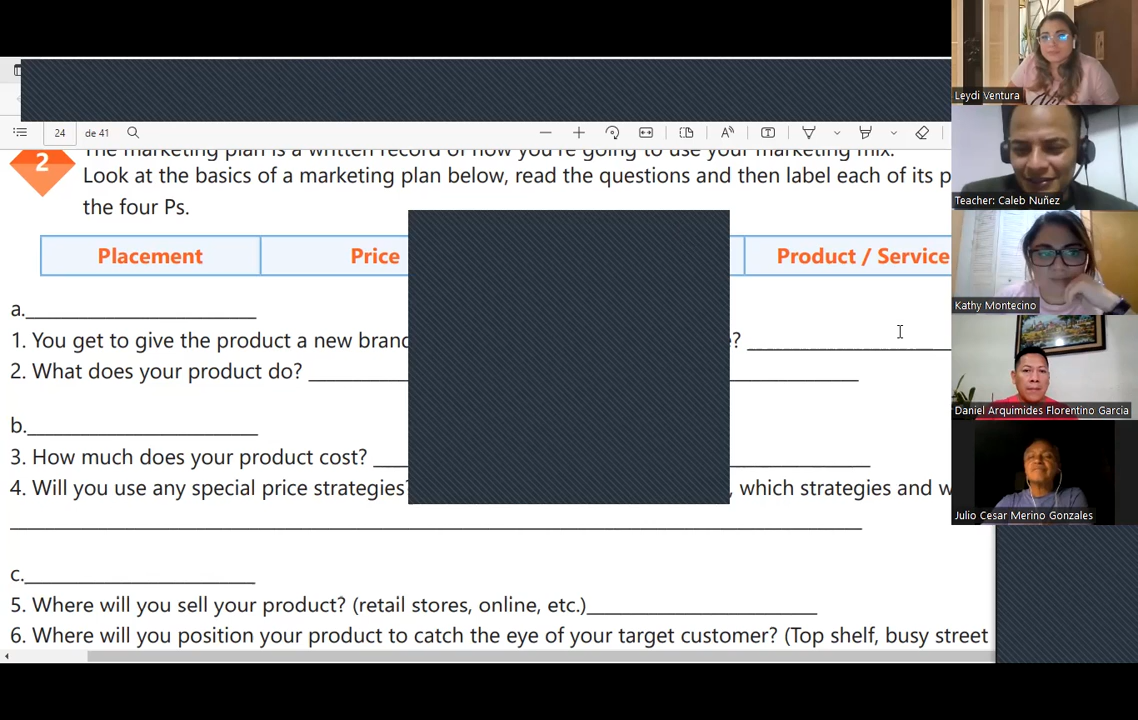 Leydi Ventura
24 de 41
The marketing plan is a written record of how you're going to use your marketing mix.
2
Look at the basics of a marketing plan below, read the questions and then label each of its p
the four Ps.
Teacher: Caleb Nuñez
Placement Price Product / Service
Kathy Montecino
a.
1. You get to give the product a new brand ?
2. What does your product do?
Daniel Arquimides Florentino Garcia
b.
3. How much does your product cost?
4. Will you use any special price strategies? , which strategies and w
Julio Cesar Merino Gonzales
c.
5. Where will you sell your product? (retail stores, online, etc.)
6. Where will you position your product to catch the eye of your target customer? (Top shelf, busy street